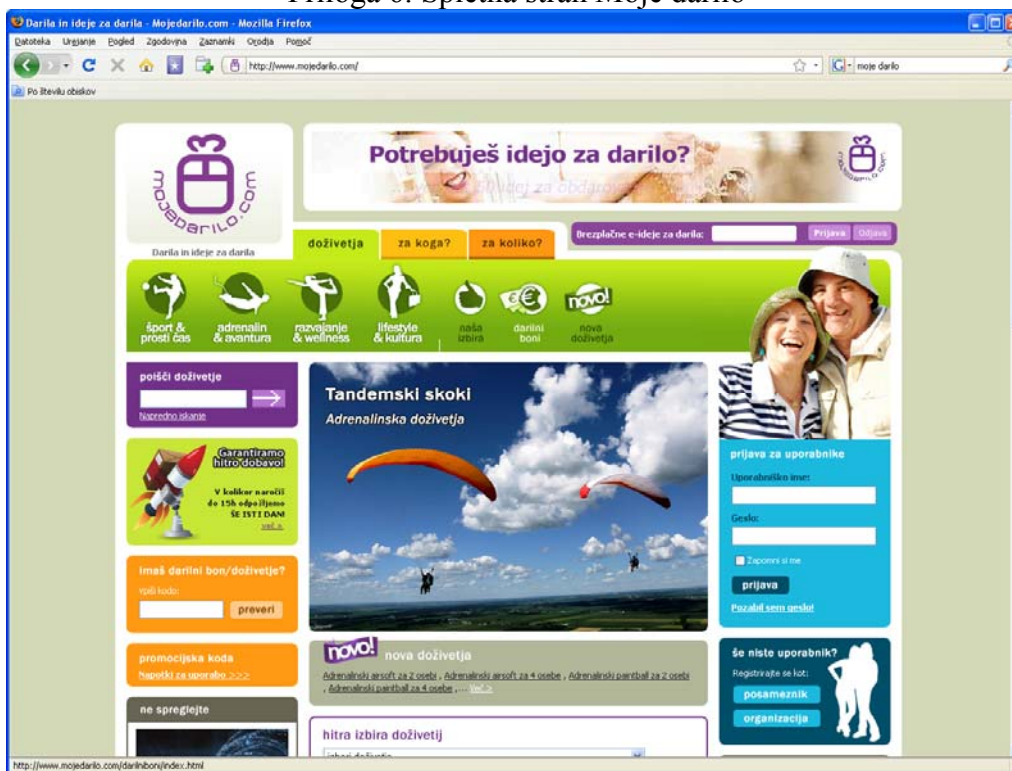 Priloga 6: Spletna stran Moje darilo
Darila in ideje za darila - Mojedarilo.com - Mozilla Firefox
Datoteka Urejanje Pogled Zgodovina Zaznamki Orodja Pomoč
http://www.mojedarilo.com/
moje darilo
Po številu obiskov
mojedarilo.com
Darila in ideje za darila
Potrebuješ idejo za darilo?
idej za
mojedarilo.com
Brezplačne e-ideje za darila:
Prijava Odjava
doživetja
za koga?
za koliko?
šport &
prosti čas
adrenalin
& avantura
razvajanje
& wellness
lifestyle
& kultura
naša
izbira
darilni
boni
novo!
nova
doživetja
poišči doživetje
Napredno iskanje
Garantiramo
hitro dobavo!
V kolikor naročiš
do 15h odpošljemo
ŠE ISTI DAN!
več >
imaš darilni bon/doživetje?
vpiši kodo:
preveri
promocijska koda
Napotki za uporabo >>>
ne spreglejte
Tandemski skoki
Adrenalinska doživetja
novo!
nova doživetja
Adrenalinski airsoft za 2 osebi , Adrenalinski airsoft za 4 osebe , Adrenalinski paintball za 2 osebi
, Adrenalinski paintball za 4 osebe ,... Več >
hitra izbira doživetij
izberi doživetje
prijava za uporabnike
Uporabniško ime:
Geslo:
Zapomni si me
prijava
Pozabil sem geslo!
še niste uporabnik?
Registrirajte se kot:
posameznik
organizacija
http://www.mojedarilo.com/darilniboni/index.html